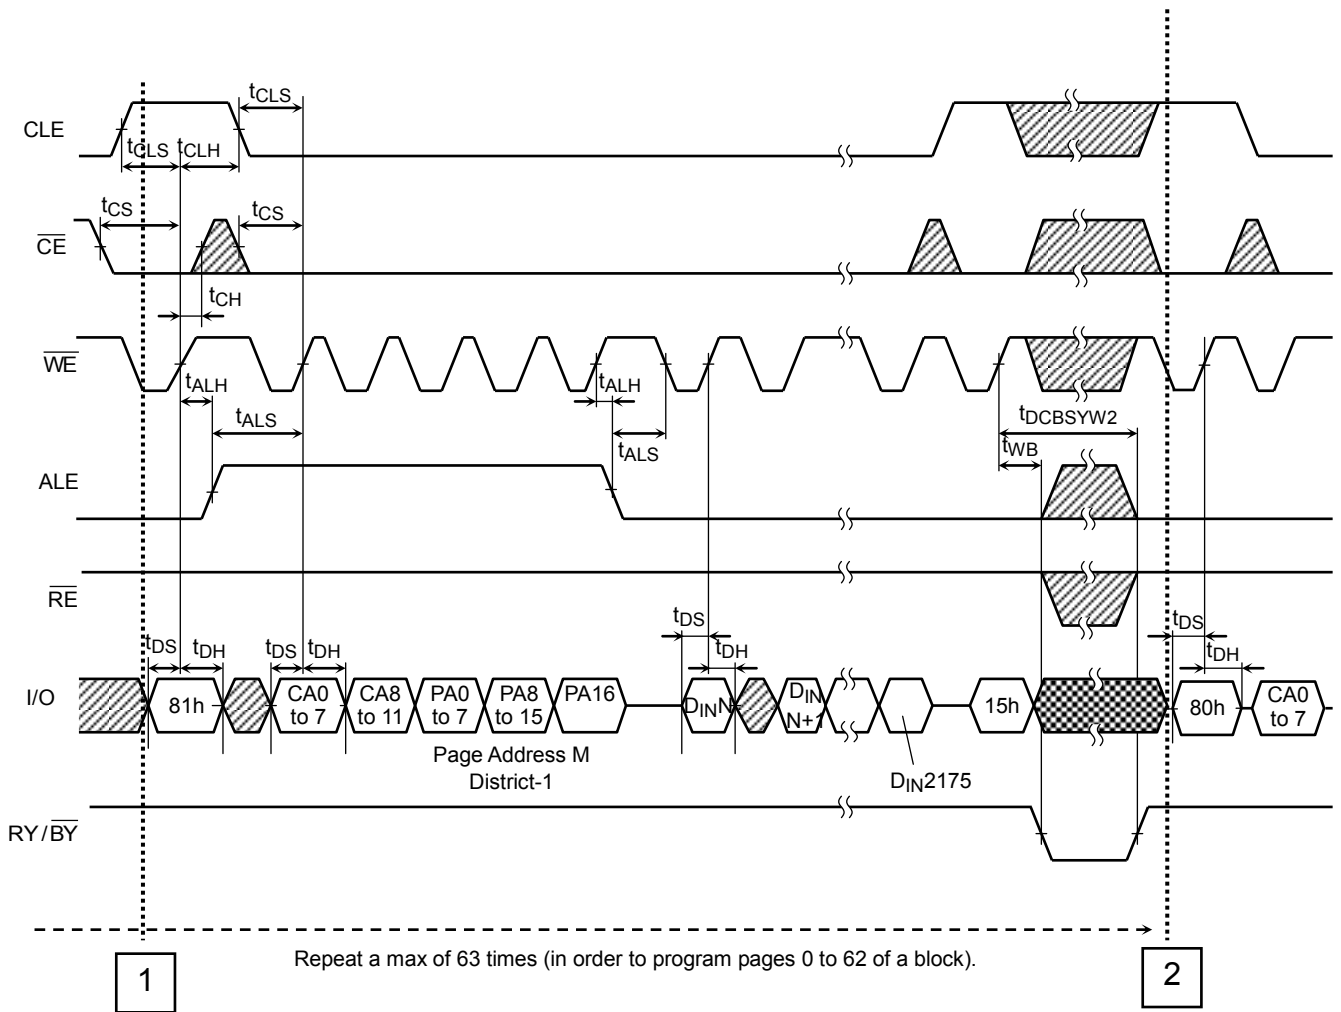 CLE
tCLS
tCLS
tCLH
CE
tCS
tCS
tCH
WE
tALH
tALS
tALH
tALS
tDCBSYW2
tWB
ALE
RE
tDS
tDH
tDS
tDH
tDS
tDH
tDS
tDH
I/O
81h
CA0
to 7
CA8
to 11
PA0
to 7
PA8
to 15
PA16
DINN
DIN
N+1
15h
80h
CA0
to 7
Page Address M
District-1
DIN2175
RY/BY
Repeat a max of 63 times (in order to program pages 0 to 62 of a block).
1
2